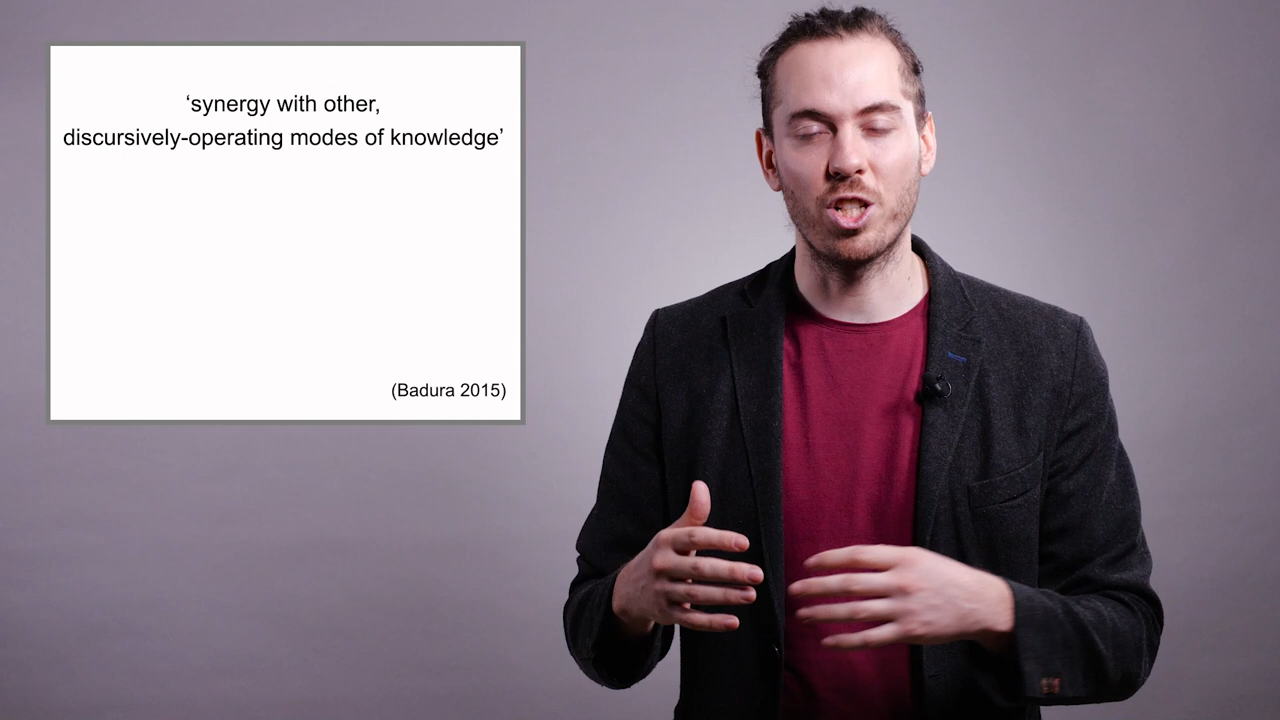 ‘synergy with other,
discursively-operating modes of knowledge’
(Badura 2015)